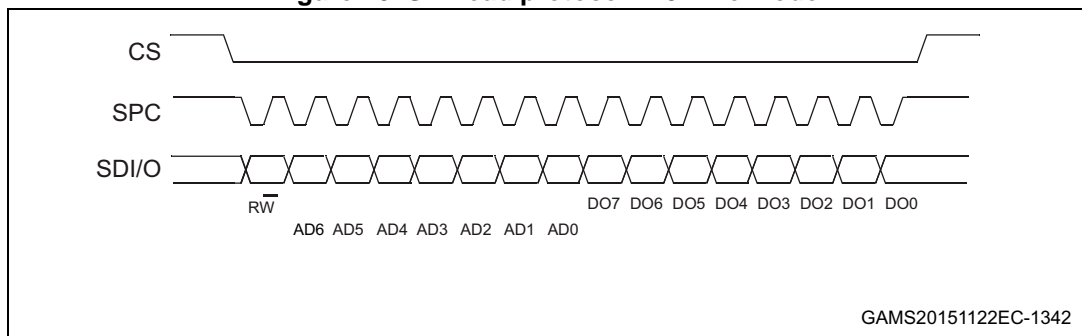 CS
SPC
SDI/O
RW
DO7 DO6 DO5 DO4 DO3 DO2 DO1 DO0
AD6 AD5 AD4 AD3 AD2 AD1 AD0
GAMS20151122EC-1342